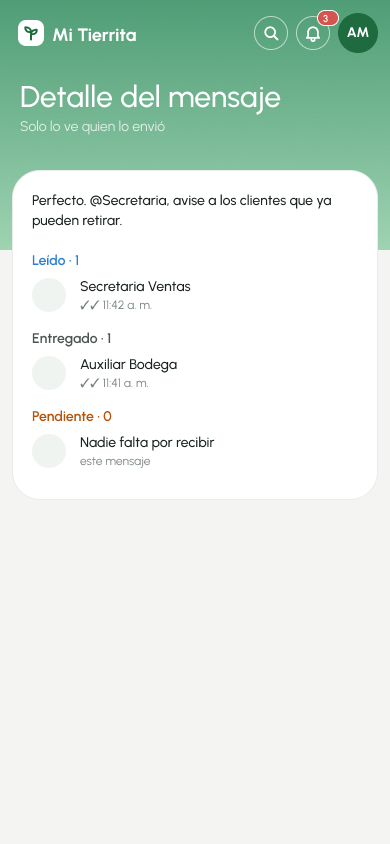 Mi Tierrita
3
AM
Detalle del mensaje
Solo lo ve quien lo envió
Perfecto. @Secretaria, avise a los clientes que ya
pueden retirar.
Leído · 1
Secretaria Ventas
✓✓ 11:42 a. m.
Entregado · 1
Auxiliar Bodega
✓✓ 11:41 a. m.
Pendiente · 0
Nadie falta por recibir
este mensaje